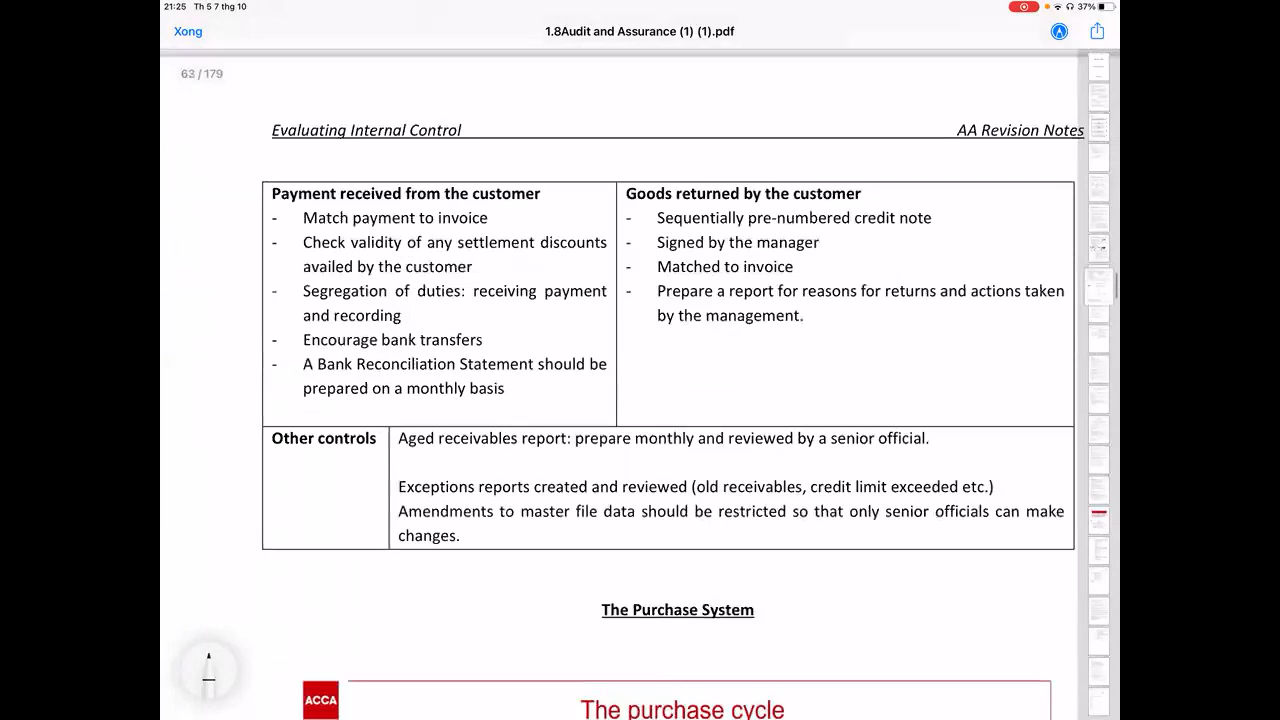 21:25 Th 5 7 thg 10
37%
Xong
1.8Audit and Assurance (1) (1).pdf
63 / 179
Evaluating Internal Control
AA Revision Notes
Payment received from the customer
- Match payment to invoice
- Check validity of any settlement discounts
availed by the customer
- Segregation of duties: receiving payment
and recording
- Encourage bank transfers
- A Bank Reconciliation Statement should be
prepared on a monthly basis
Goods returned by the customer
- Sequentially pre-numbered credit note
- Signed by the manager
- Matched to invoice
- Prepare a report for reasons for returns and actions taken
by the management.
Other controls
Aged receivables report: prepare monthly and reviewed by a senior official.
Exceptions reports created and reviewed (old receivables, credit limit exceeded etc.)
Amendments to master file data should be restricted so that only senior officials can make
changes.
The Purchase System
ACCA
The purchase cycle